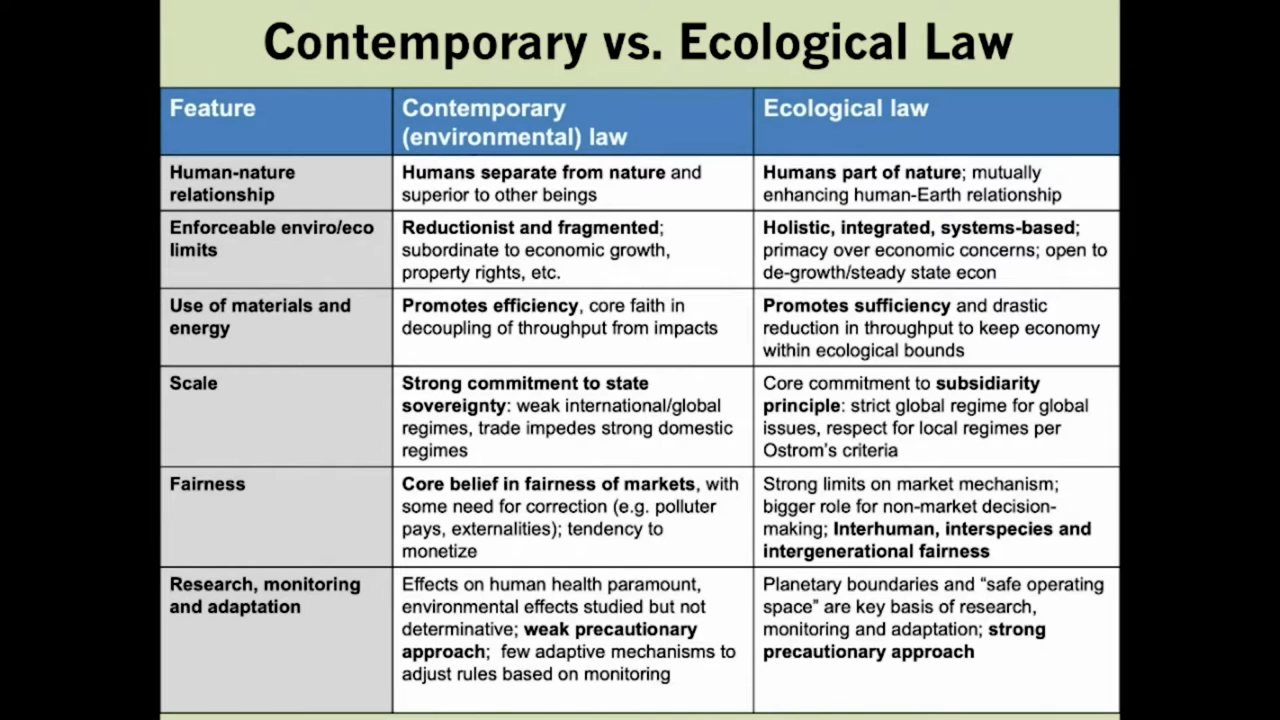 Contemporary vs. Ecological Law
Feature
Contemporary
(environmental) law
Ecological law
Human-nature
relationship
Humans separate from nature and
superior to other beings
Humans part of nature; mutually
enhancing human-Earth relationship
Enforceable enviro/eco
limits
Reductionist and fragmented;
subordinate to economic growth,
property rights, etc.
Holistic, integrated, systems-based;
primacy over economic concerns; open to
de-growth/steady state econ
Use of materials and
energy
Promotes efficiency, core faith in
decoupling of throughput from impacts
Promotes sufficiency and drastic
reduction in throughput to keep economy
within ecological bounds
Scale
Strong commitment to state
sovereignty: weak international/global
regimes, trade impedes strong domestic
regimes
Core commitment to subsidiarity
principle: strict global regime for global
issues, respect for local regimes per
Ostrom's criteria
Fairness
Core belief in fairness of markets, with
some need for correction (e.g. polluter
pays, externalities); tendency to
monetize
Strong limits on market mechanism;
bigger role for non-market decision-
making; Interhuman, interspecies and
intergenerational fairness
Research, monitoring
and adaptation
Effects on human health paramount,
environmental effects studied but not
determinative; weak precautionary
approach;  few adaptive mechanisms to
adjust rules based on monitoring
Planetary boundaries and “safe operating
space” are key basis of research,
monitoring and adaptation; strong
precautionary approach